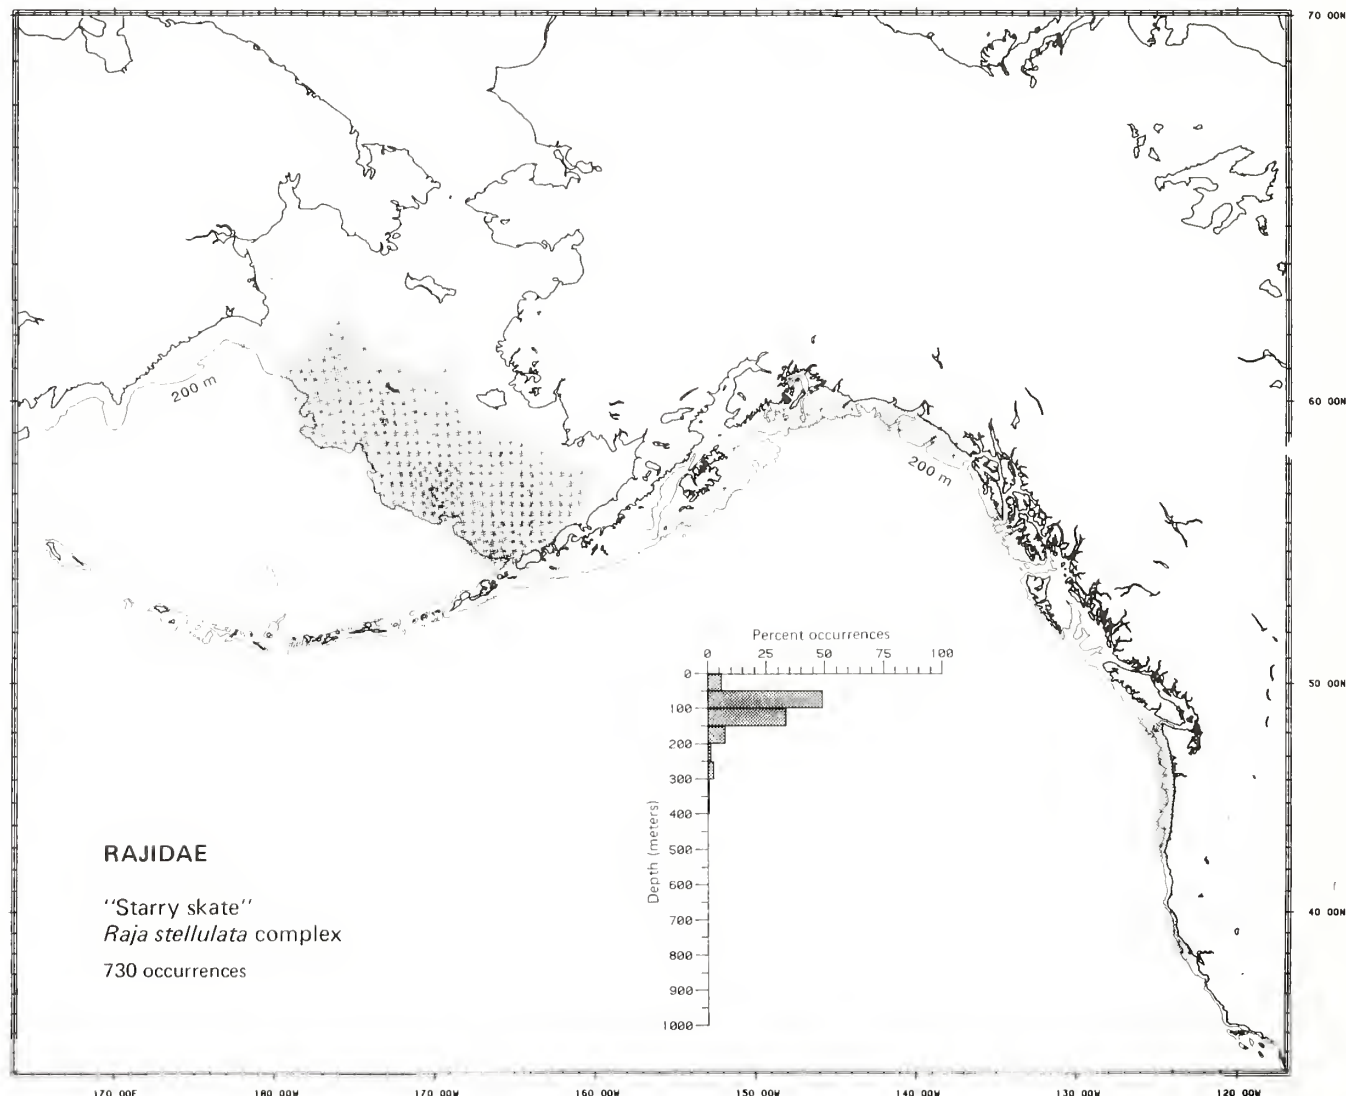 70 00N
200 m
60 00N
200 m
Percent occurrences
0 25 50 75 100
0
50 00N
100
200
300
400
500
600
700
800
900
1000
Depth (meters)
RAJIDAE
"Starry skate"
Raja stellulata complex
730 occurrences
40 00N
170 00E 180 00W 170 00W 160 00W 150 00W 140 00W 130 00W 120 00W